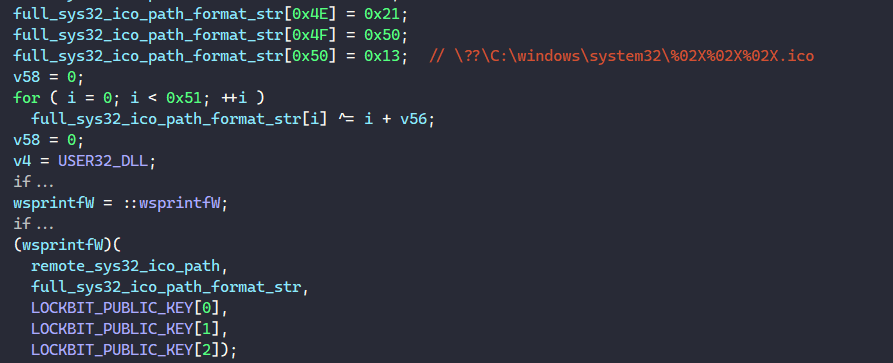 full_sys32_ico_path_format_str[0x4E] = 0x21;
full_sys32_ico_path_format_str[0x4F] = 0x50;
full_sys32_ico_path_format_str[0x50] = 0x13;  // \??\C:\windows\system32\%02X%02X%02X.ico
v58 = 0;
for ( i = 0; i < 0x51; ++i )
  full_sys32_ico_path_format_str[i] ^= i + v56;
v58 = 0;
v4 = USER32_DLL;
if...
wsprintfW = ::wsprintfW;
if...
(wsprintfW)(
  remote_sys32_ico_path,
  full_sys32_ico_path_format_str,
  LOCKBIT_PUBLIC_KEY[0],
  LOCKBIT_PUBLIC_KEY[1],
  LOCKBIT_PUBLIC_KEY[2]);